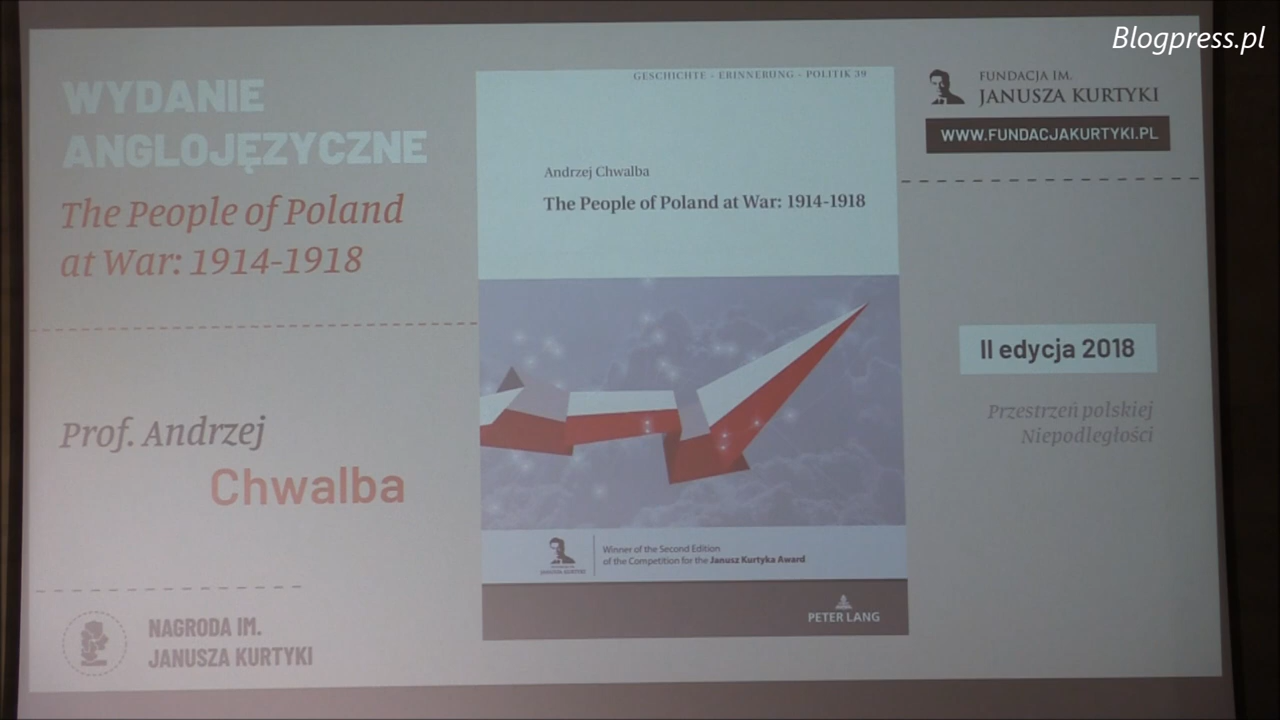 Blogpress.pl
WYDANIE
ANGLOJĘZYCZNE
The People of Poland
at War: 1914-1918
Prof. Andrzej
Chwalba
NAGRODA IM.
JANUSZA KURTYKI
GESCHICHTE - ERINNERUNG - POLITIK 39
Andrzej Chwalba
The People of Poland at War: 1914-1918
Winner of the Second Edition
of the Competition for the Janusz Kurtyka Award
PETER LANG
FUNDACJA IM.
JANUSZA KURTYKI
WWW.FUNDACJAKURTYKI.PL
II edycja 2018
Przestrzeń polskiej
Niepodległości